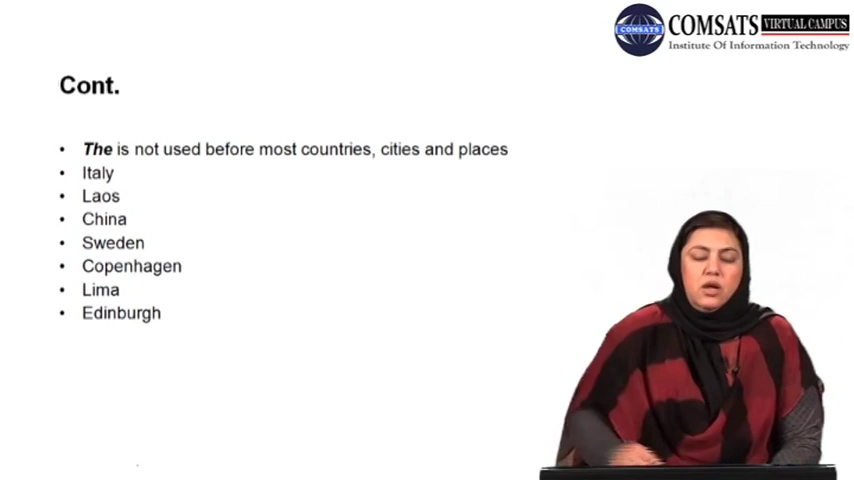 COMSATS
COMSATS VIRTUAL CAMPUS
Institute Of Information Technology
Cont.
• The is not used before most countries, cities and places
• Italy
• Laos
• China
• Sweden
• Copenhagen
• Lima
• Edinburgh